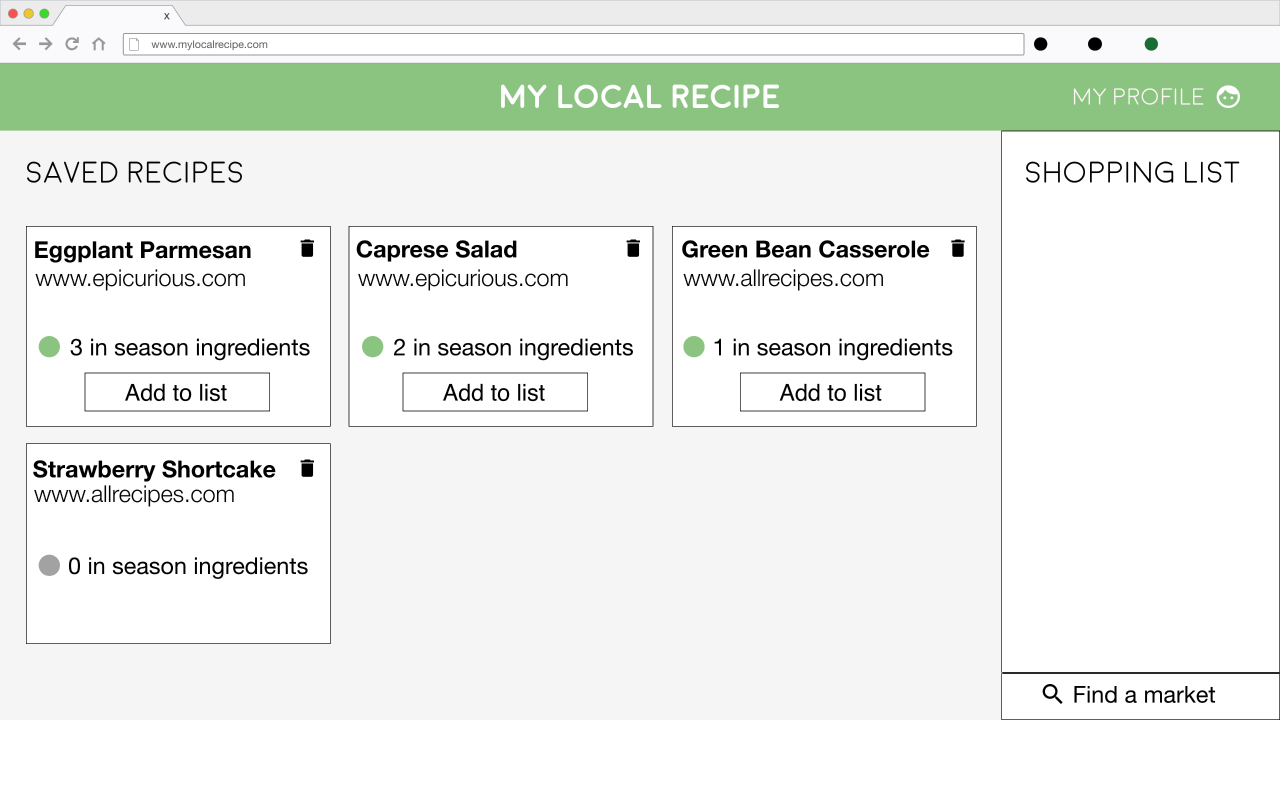 x
www.mylocalrecipe.com
MY LOCAL RECIPE
MY PROFILE
SAVED RECIPES
Eggplant Parmesan
www.epicurious.com
3 in season ingredients
Add to list
Caprese Salad
www.epicurious.com
2 in season ingredients
Add to list
Green Bean Casserole
www.allrecipes.com
1 in season ingredients
Add to list
Strawberry Shortcake
www.allrecipes.com
0 in season ingredients
SHOPPING LIST
Find a market